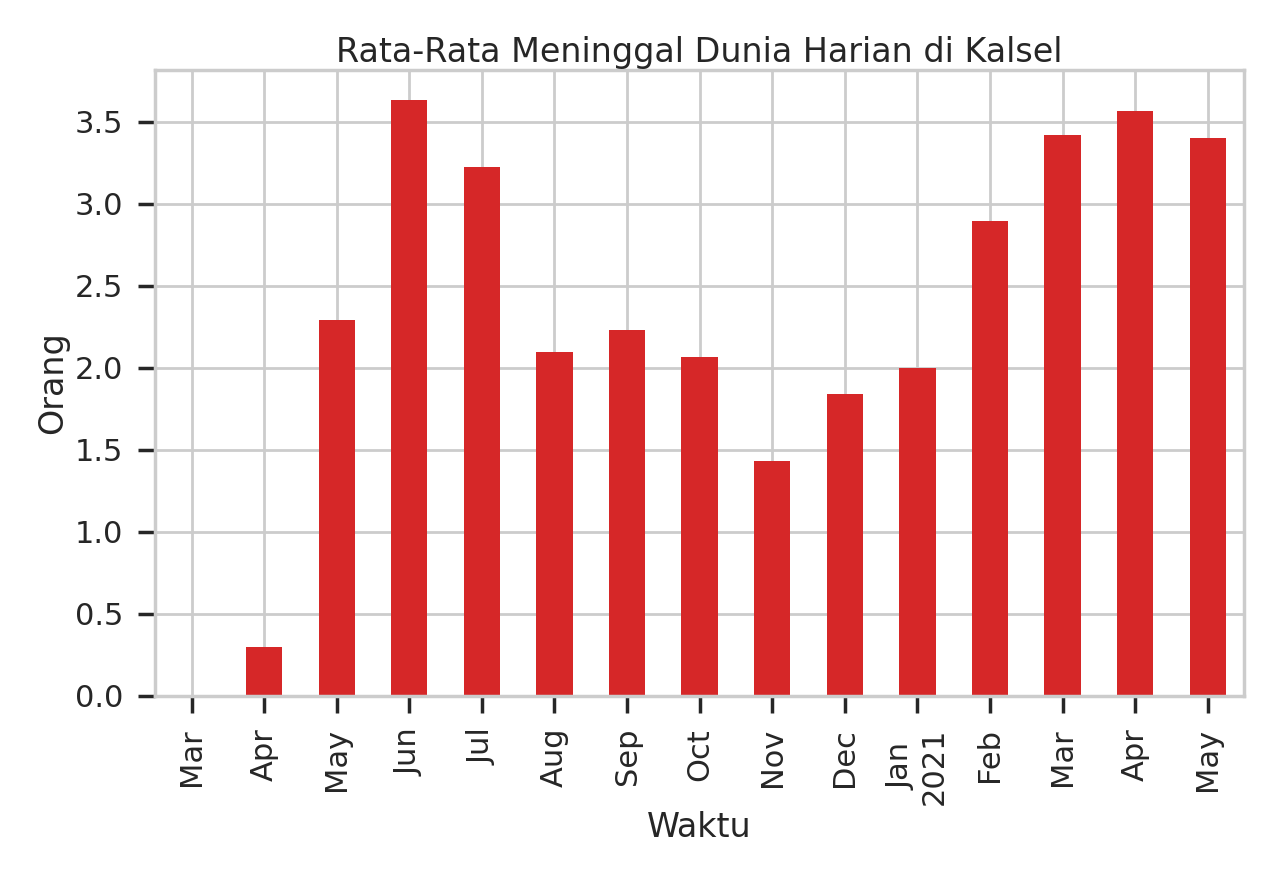 Rata-Rata Meninggal Dunia Harian di Kalsel
Orang
3.5
3.0
2.5
2.0
1.5
1.0
0.5
0.0
Mar
Apr
May
Jun
Jul
Aug
Sep
Oct
Nov
Dec
Jan
2021
Feb
Mar
Apr
May
Waktu